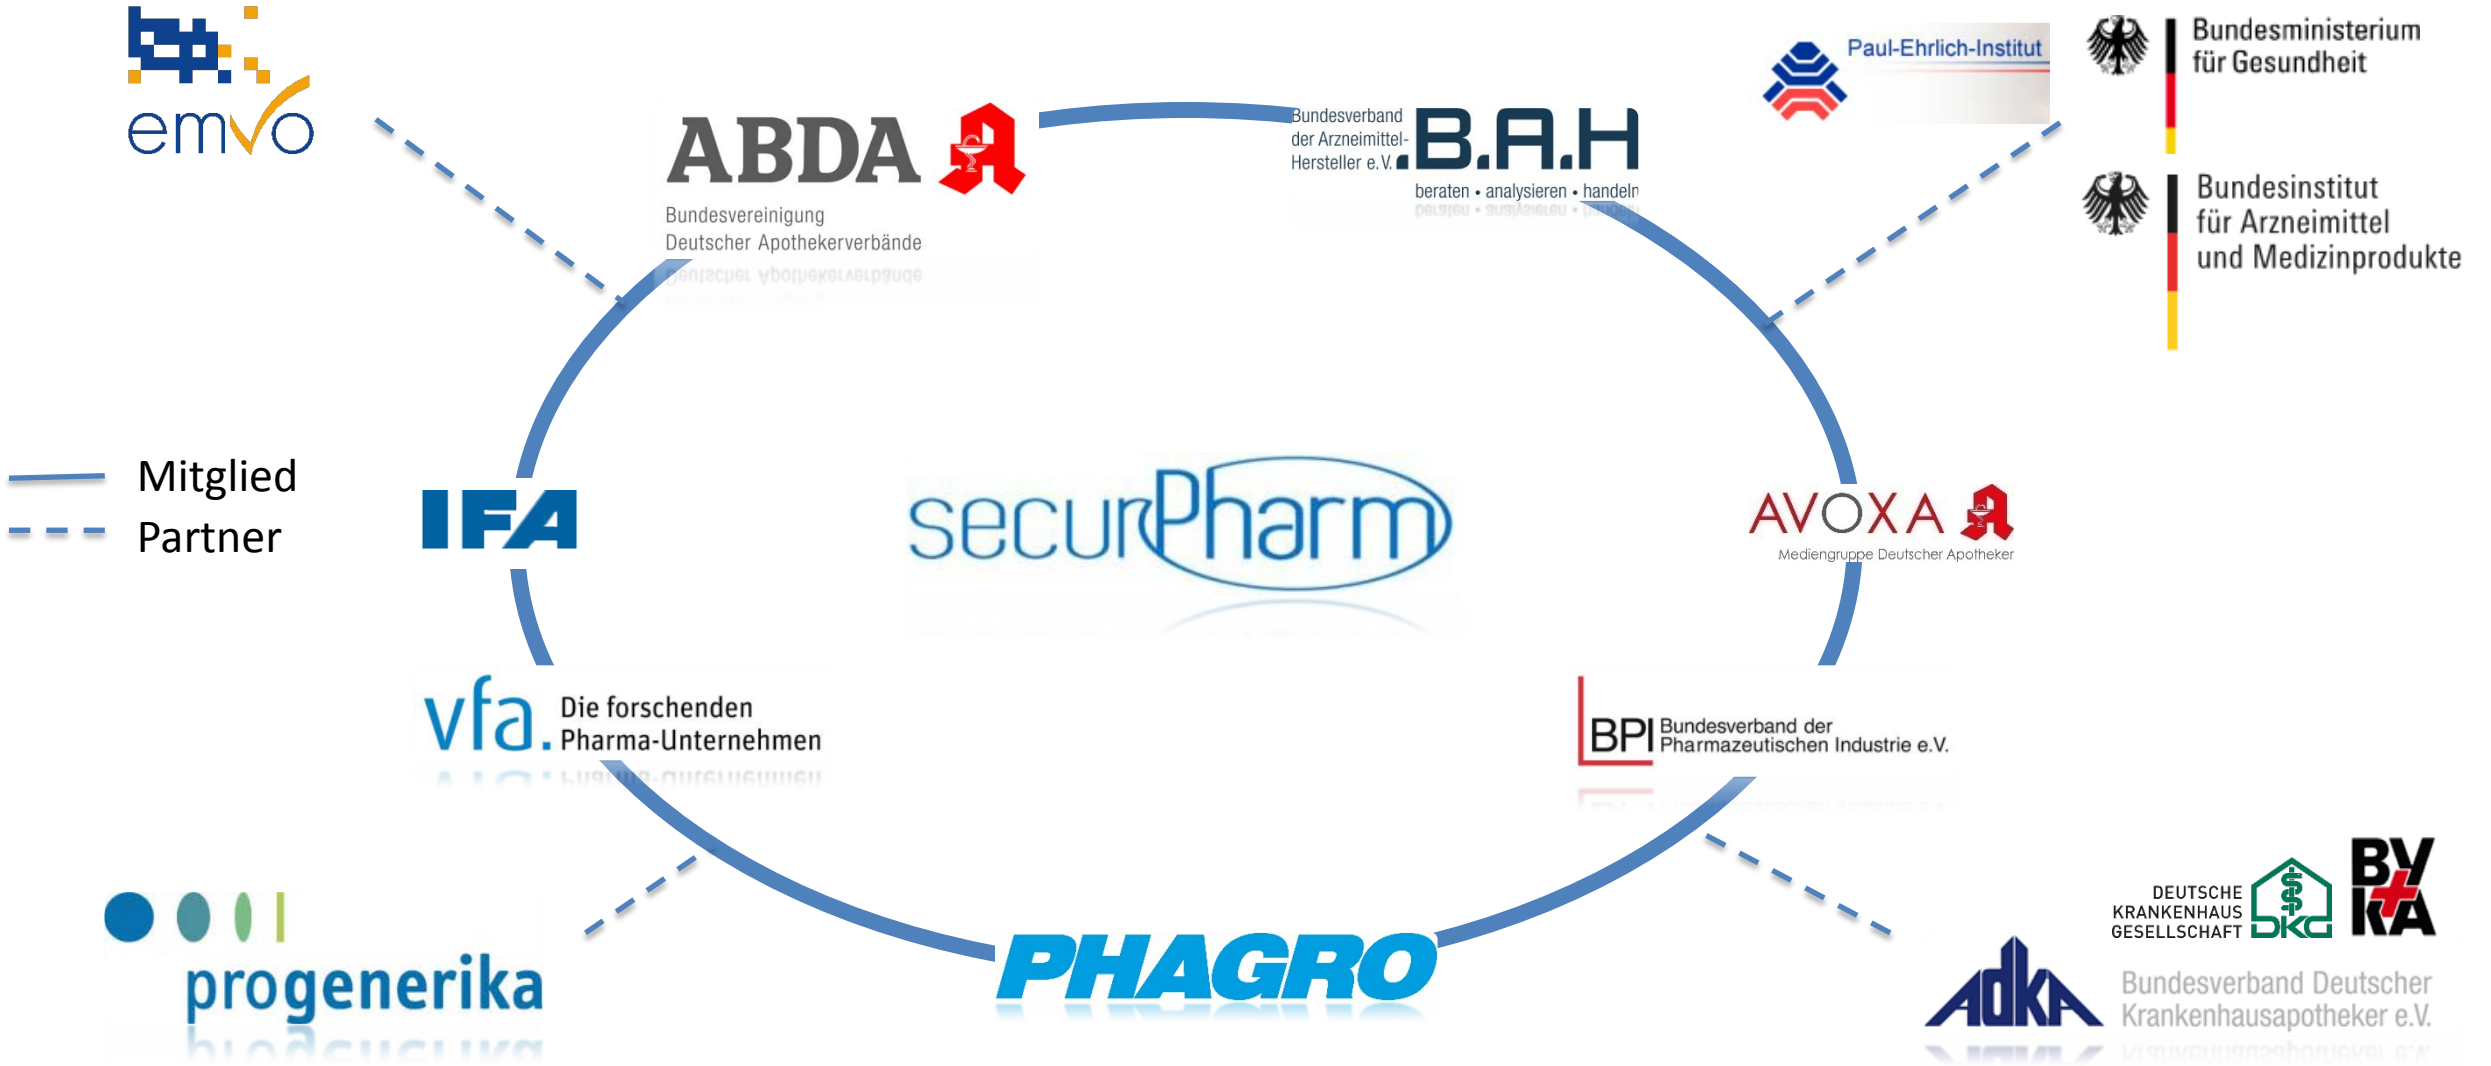 emvo
ABDA
Bundesvereinigung
Deutscher Apothekerverbände
Bundesverband
der Arzneimittel-
Hersteller e.V.
B.A.H
beraten • analysieren • handeln
Paul-Ehrlich-Institut
Bundesministerium
für Gesundheit
Bundesinstitut
für Arzneimittel
und Medizinprodukte
Mitglied
Partner
IFA
securPharm
AVOXA
Mediengruppe Deutscher Apotheker
vfa.
Die forschenden
Pharma-Unternehmen
BPI
Bundesverband der
Pharmazeutischen Industrie e.V.
progenerika
PHAGRO
DEUTSCHE
KRANKENHAUS
GESELLSCHAFT
DKG
BV
KA
ADKA
Bundesverband Deutscher
Krankenhausapotheker e.V.